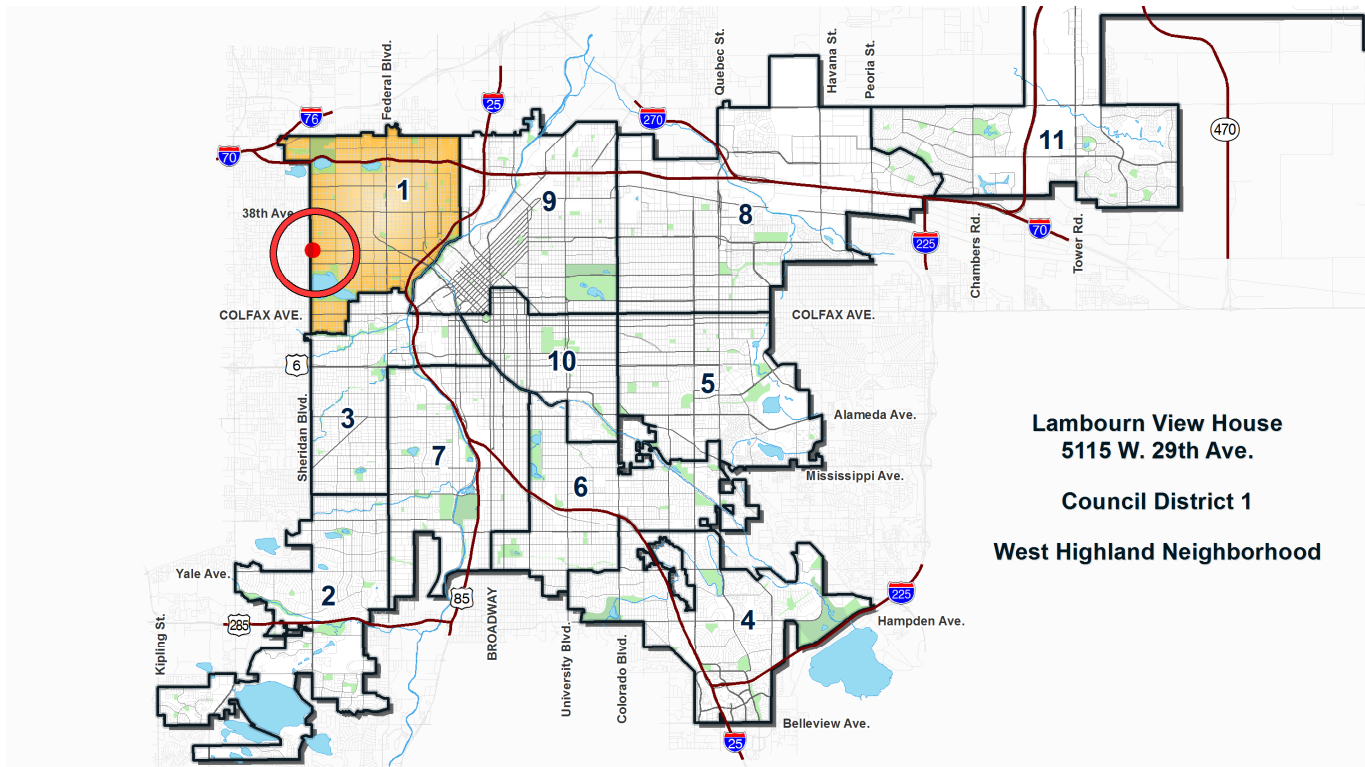 Federal Blvd.
Quebec St.
Havana St.
Peoria St.
25
76
270
470
70
11
1
9
8
38th Ave.
225
Chambers Rd.
70
Tower Rd.
COLFAX AVE.
COLFAX AVE.
6
10
5
3
Sheridan Blvd.
Alameda Ave.
Lambourn View House
5115 W. 29th Ave.
7
Mississippi Ave.
6
Council District 1
West Highland Neighborhood
Yale Ave.
2
85
BROADWAY
225
4
285
Hampden Ave.
Kipling St.
University Blvd.
Colorado Blvd.
Belleview Ave.
25